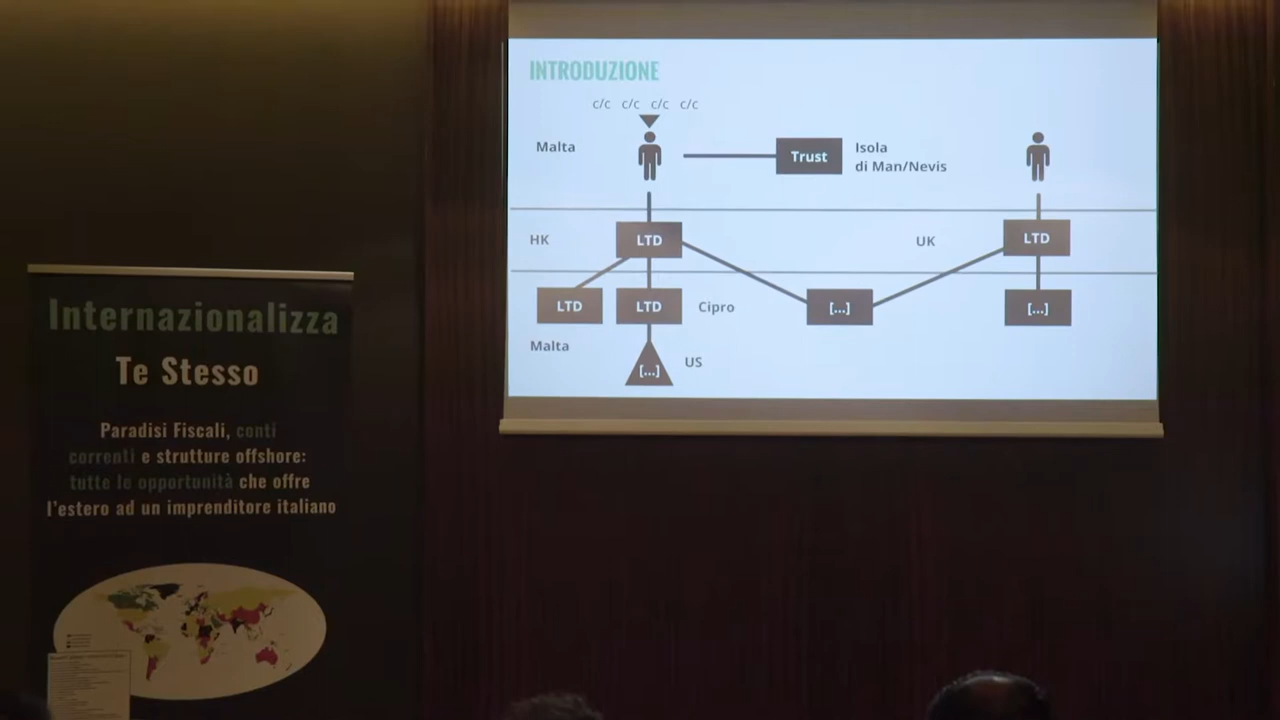 INTRODUZIONE
c/c c/c c/c c/c
Malta
Trust
Isola
di Man/Nevis
HK
LTD
UK
LTD
LTD
LTD
Cipro
[...]
[...]
Malta
[...]
US
Internazionalizza
Te Stesso
Paradisi Fiscali, conti
correnti e strutture offshore:
tutte le opportunità che offre
l'estero ad un imprenditore italiano